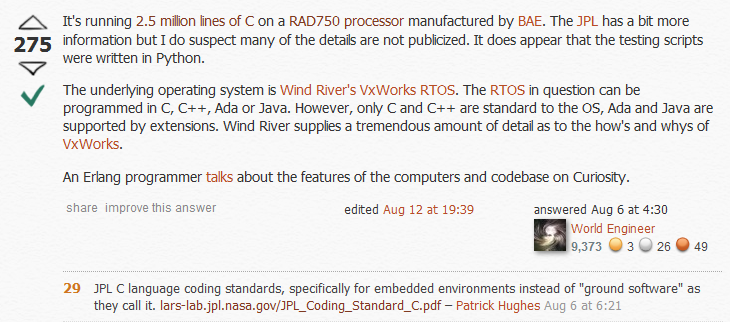 It's running 2.5 million lines of C on a RAD750 processor manufactured by BAE. The JPL has a bit more
275
information but I do suspect many of the details are not publicized. It does appear that the testing scripts
were written in Python.
The underlying operating system is Wind River's VxWorks RTOS. The RTOS in question can be
programmed in C, C++, Ada or Java. However, only C and C++ are standard to the OS, Ada and Java are
supported by extensions. Wind River supplies a tremendous amount of detail as to the how's and whys of
VxWorks.
An Erlang programmer talks about the features of the computers and codebase on Curiosity.
share improve this answer
edited Aug 12 at 19:39
answered Aug 6 at 4:30
World Engineer
9,373 3 26 49
29 JPL C language coding standards, specifically for embedded environments instead of "ground software" as
they call it. lars-lab.jpl.nasa.gov/JPL_Coding_Standard_C.pdf – Patrick Hughes Aug 6 at 6:21